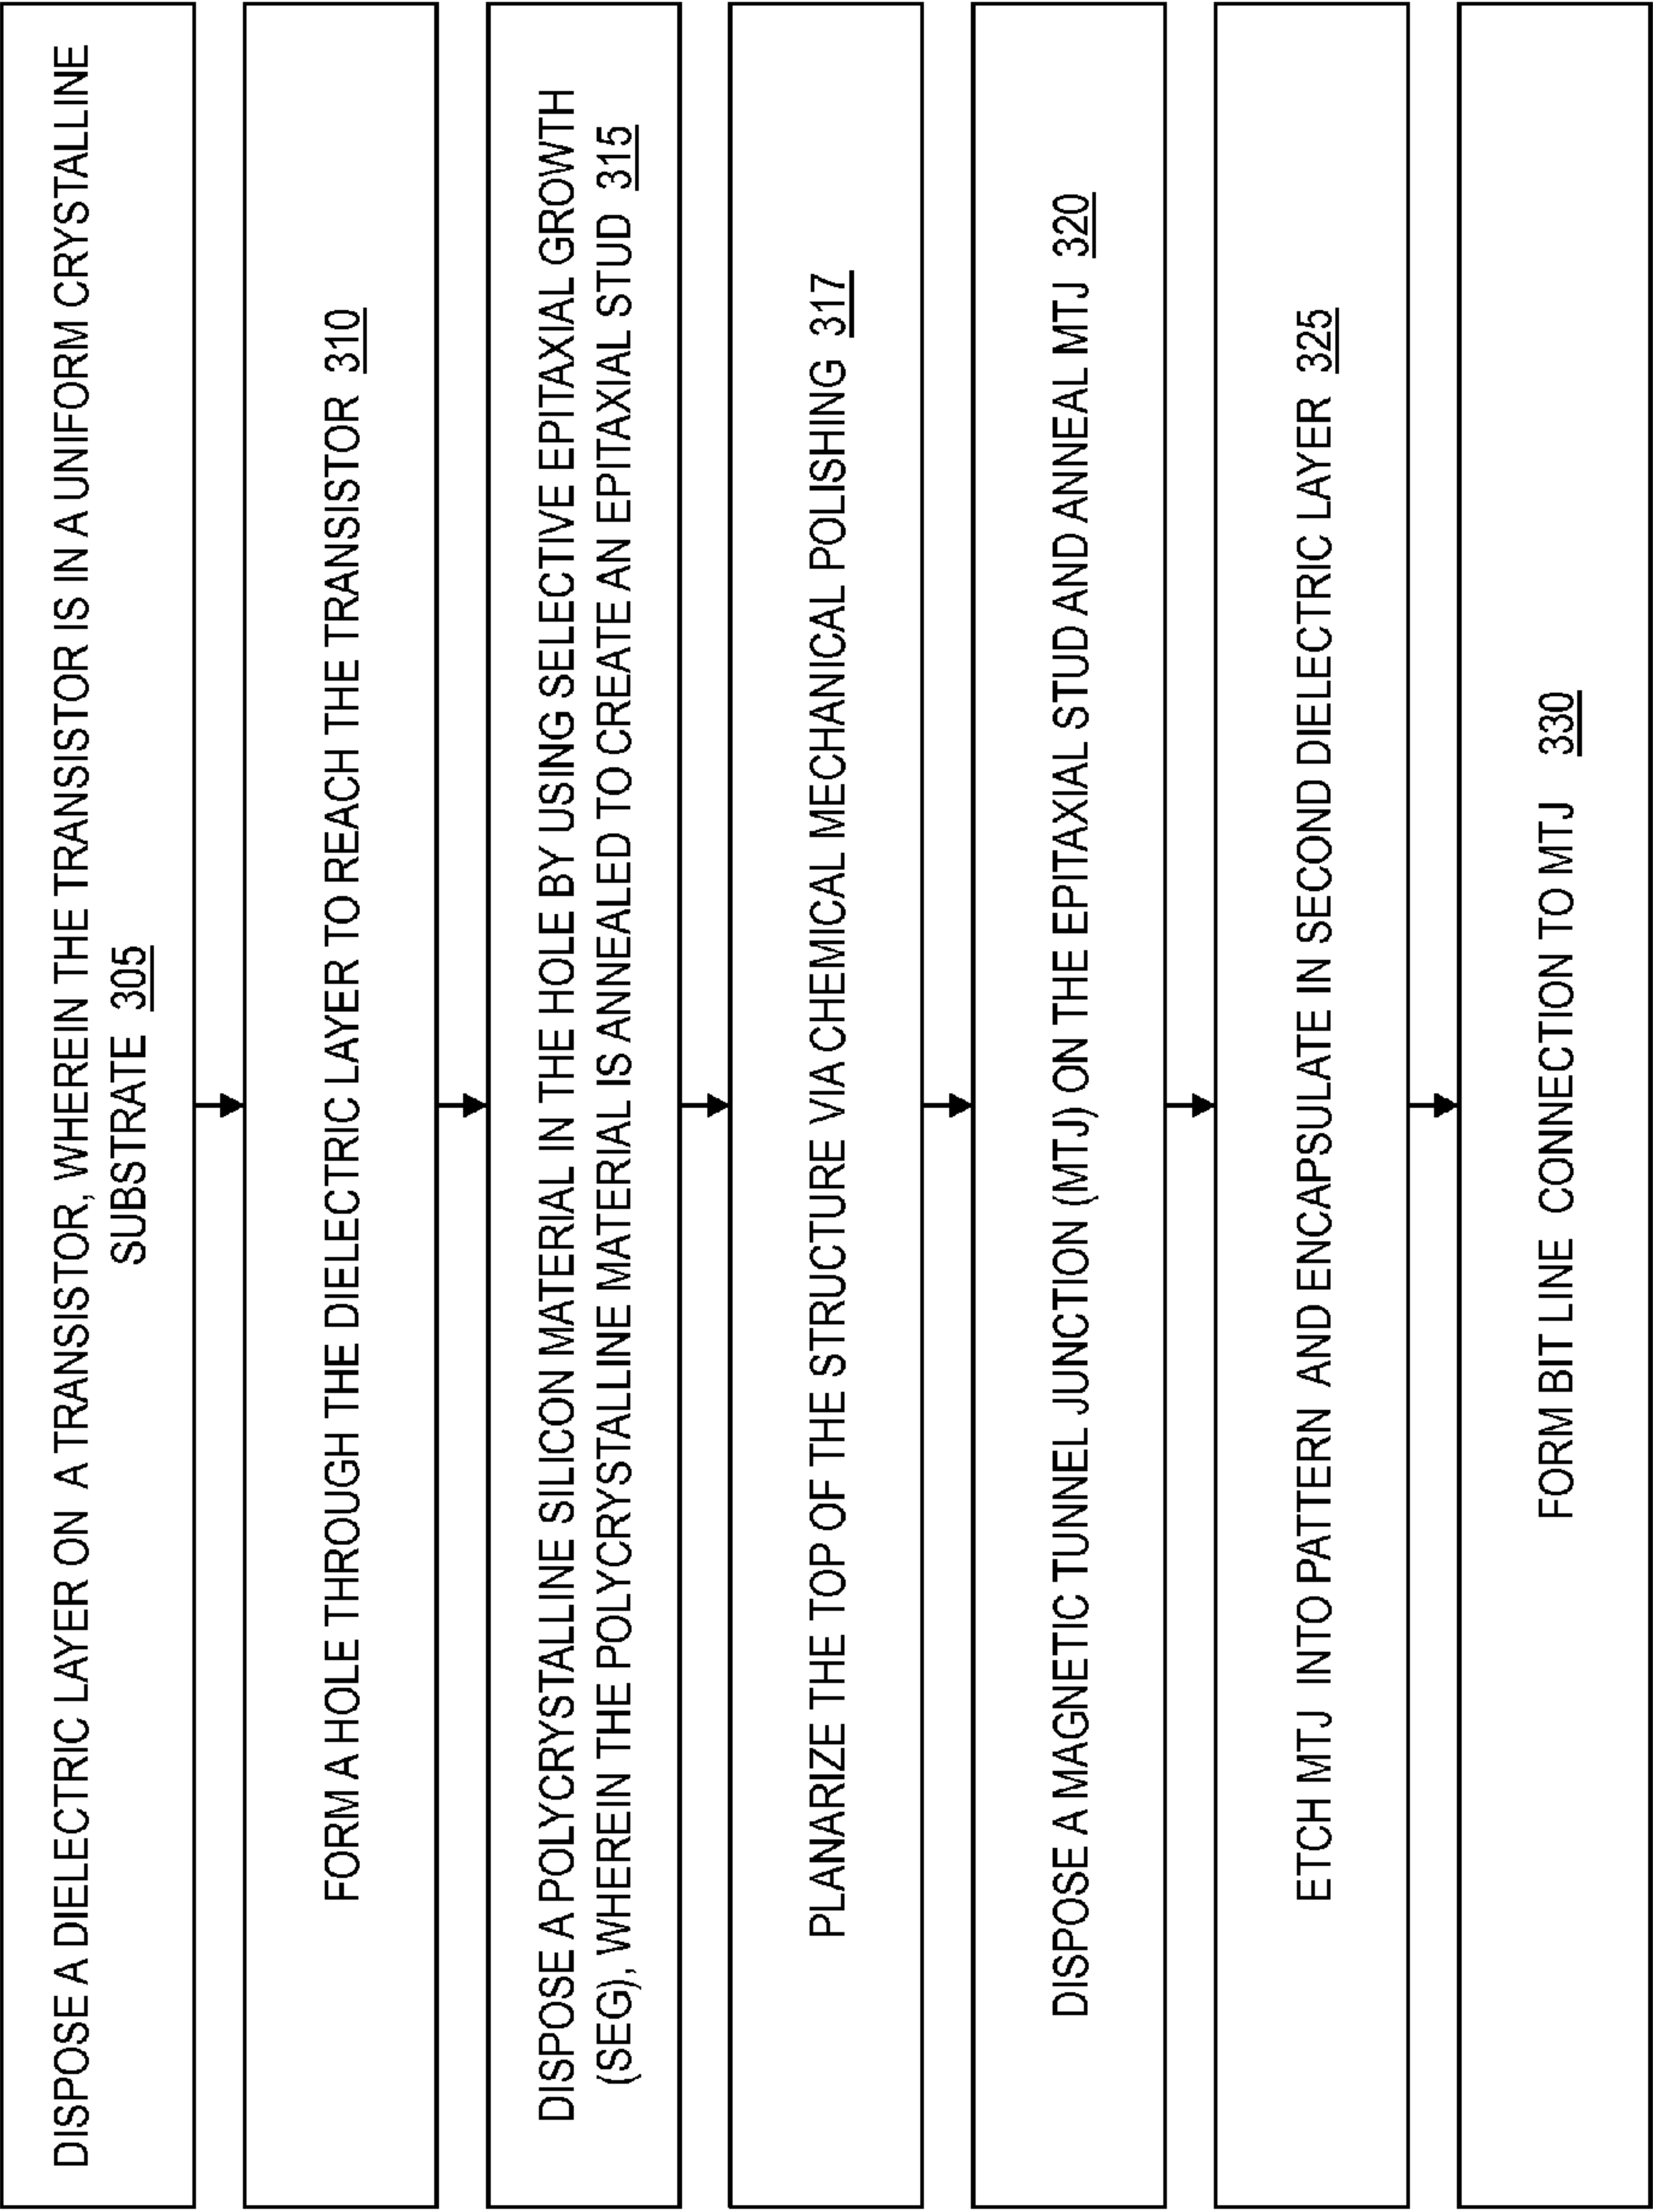 DISPOSE A DIELECTRIC LAYER ON A TRANSISTOR, WHEREIN THE TRANSISTOR IS IN A UNIFORM CRYSTALLINE
SUBSTRATE 305
FORM A HOLE THROUGH THE DIELECTRIC LAYER TO REACH THE TRANSISTOR 310
DISPOSE A POLYCRYSTALLINE SILICON MATERIAL IN THE HOLE BY USING SELECTIVE EPITAXIAL GROWTH
(SEG), WHEREIN THE POLYCRYSTALLINE MATERIAL IS ANNEALED TO CREATE AN EPITAXIAL STUD 315
PLANARIZE THE TOP OF THE STRUCTURE VIA CHEMICAL MECHANICAL POLISHING 317
DISPOSE A MAGNETIC TUNNEL JUNCTION (MTJ) ON THE EPITAXIAL STUD AND ANNEAL MTJ 320
ETCH MTJ INTO PATTERN AND ENCAPSULATE IN SECOND DIELECTRIC LAYER 325
FORM BIT LINE CONNECTION TO MTJ 330